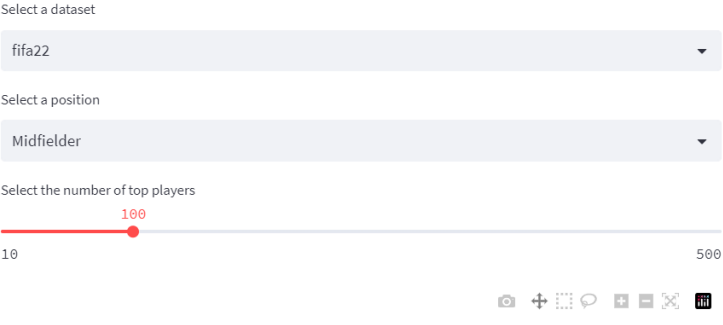 Select a dataset
fifa22
Select a position
Midfielder
Select the number of top players
100
10 500